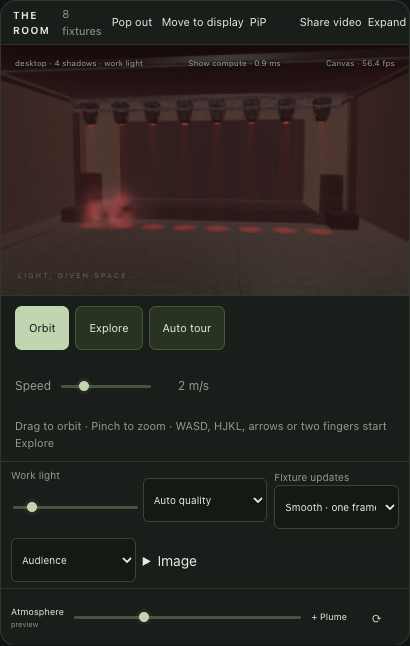 THE ROOM
8 fixtures
Pop out
Move to display
PiP
Share video
Expand
desktop · 4 shadows · work light
Show compute · 0.9 ms
Canvas · 56.4 fps
LIGHT, GIVEN SPACE.
Orbit
Explore
Auto tour
Speed
2 m/s
Drag to orbit · Pinch to zoom · WASD, HJKL, arrows or two fingers start
Explore
Work light
Auto quality
Fixture updates
Smooth · one frame
Audience
Image
Atmosphere
preview
+ Plume